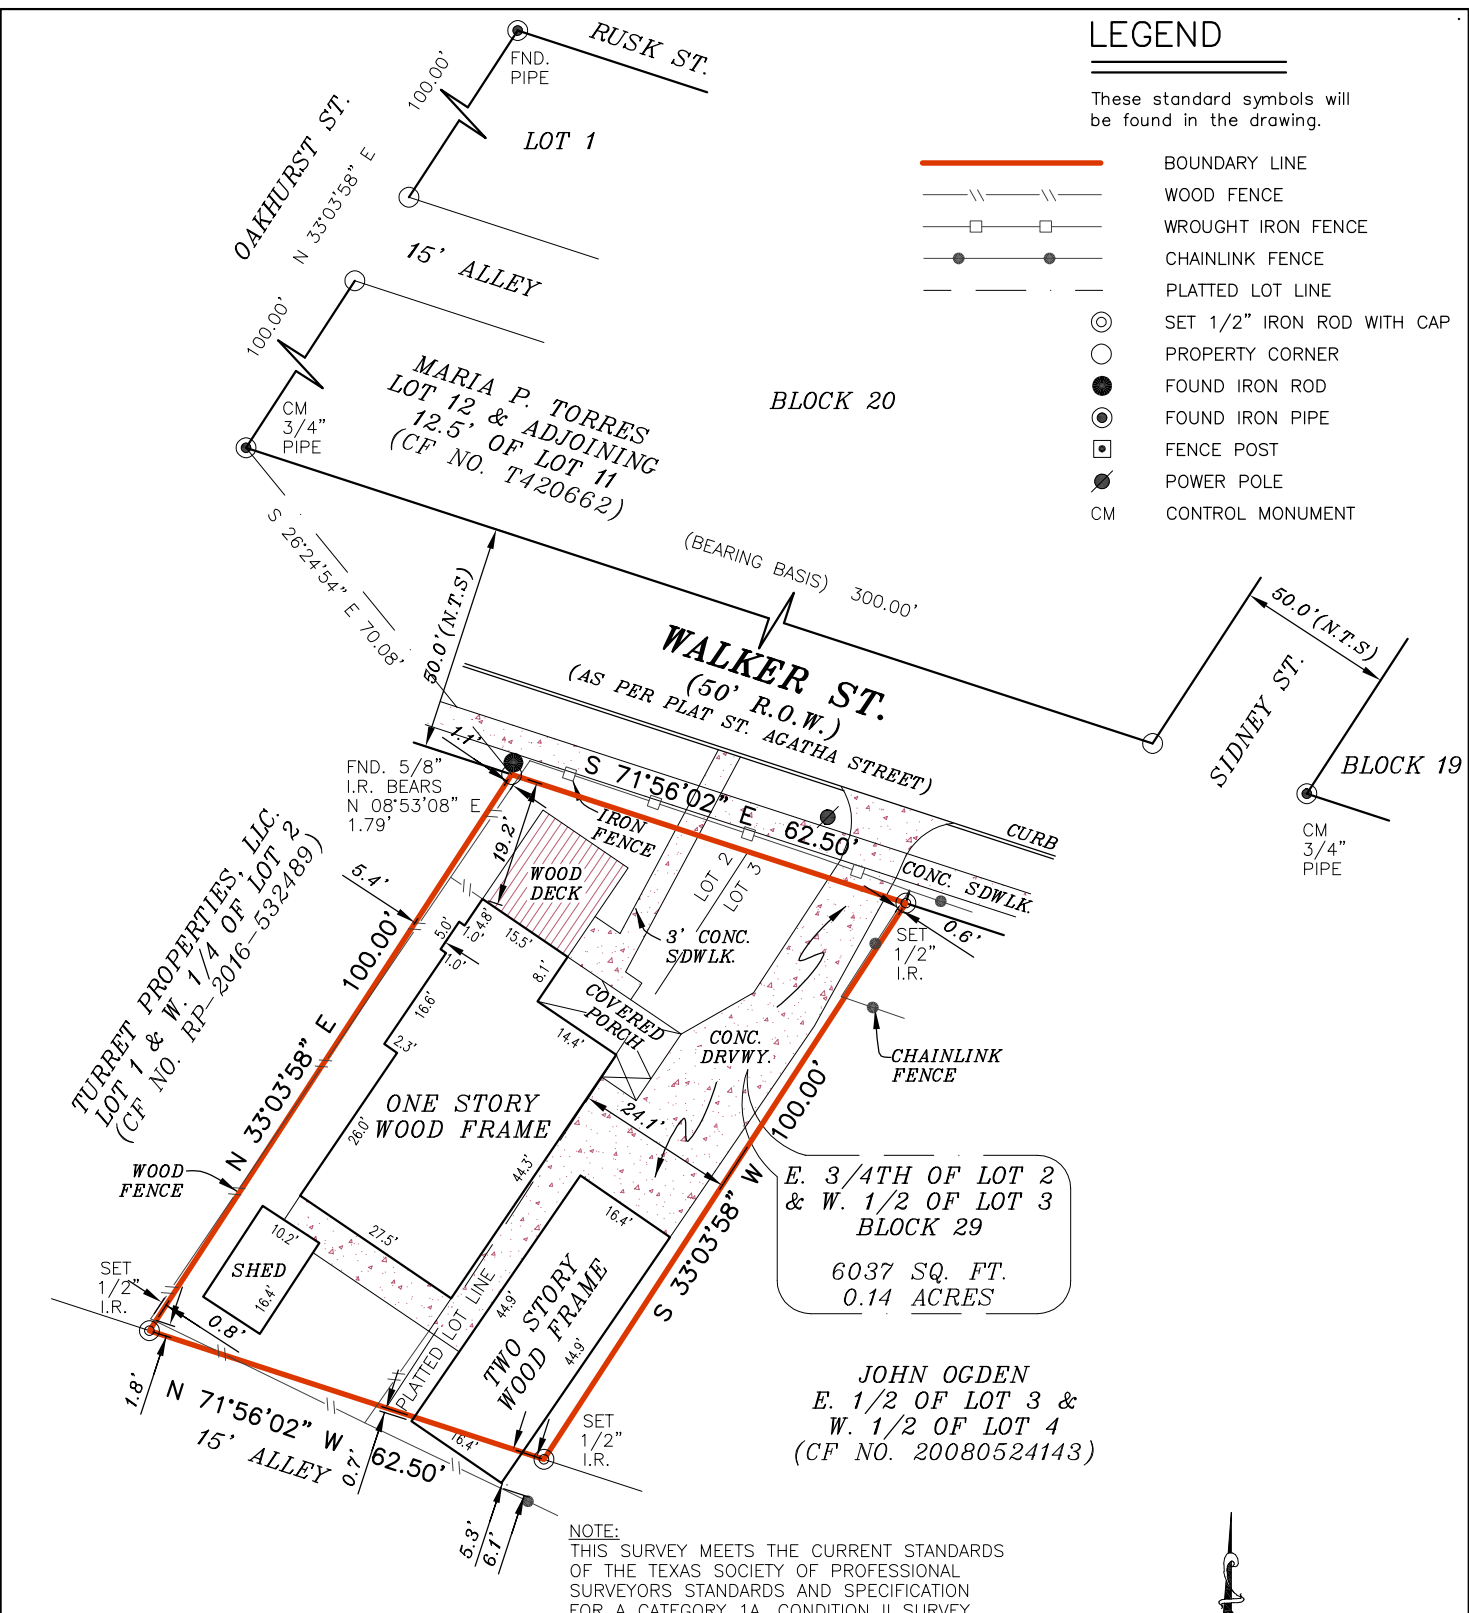 LEGEND
These standard symbols will
be found in the drawing.
BOUNDARY LINE
WOOD FENCE
WROUGHT IRON FENCE
CHAINLINK FENCE
PLATTED LOT LINE
SET 1/2" IRON ROD WITH CAP
PROPERTY CORNER
FOUND IRON ROD
FOUND IRON PIPE
FENCE POST
POWER POLE
CM CONTROL MONUMENT
RUSK ST.
FND.
PIPE
100.00'
LOT 1
OAKHURST ST.
N 33°03'58" E
15' ALLEY
100.00'
CM
3/4"
PIPE
MARIA P. TORRES
LOT 12 & ADJOINING
12.5' OF LOT 11
(CF NO. T420662)
BLOCK 20
S 26°24'54" E 70.08'
50.0'(N.T.S)
(BEARING BASIS) 300.00'
WALKER ST.
(50' R.O.W.)
(AS PER PLAT ST. AGATHA STREET)
50.0'(N.T.S)
SIDNEY ST.
BLOCK 19
CM
3/4"
PIPE
CURB
CONC. SDWLK.
1.1'
FND. 5/8"
I.R. BEARS
N 08°53'08" E
1.79'
S 71°56'02" E 62.50'
IRON
FENCE
19.2'
WOOD
DECK
LOT 2
LOT 3
3' CONC.
SDWLK.
SET
1/2"
I.R.
0.6'
TURRET PROPERTIES, LLC.
LOT 1 & W. 1/4 OF LOT 2
(CF NO. RP-2016-532489)
5.4'
N 33°03'58" E 100.00'
5.0'
1.0'
4.8'
1.0'
15.5'
8.1'
16.6'
2.3'
COVERED
PORCH
14.4'
CONC.
DRVWY.
CHAINLINK
FENCE
ONE STORY
WOOD FRAME
26.0'
44.3'
24.1'
27.5'
S 33°03'58" W 100.00'
E. 3/4TH OF LOT 2
& W. 1/2 OF LOT 3
BLOCK 29
6037 SQ. FT.
0.14 ACRES
WOOD
FENCE
10.2'
SHED
16.4'
SET
1/2"
I.R.
0.8'
1.8'
PLATTED LOT LINE
16.4'
44.9'
TWO STORY
WOOD FRAME
44.9'
16.4'
SET
1/2"
I.R.
N 71°56'02" W 62.50'
15' ALLEY
0.7'
5.3'
6.1'
JOHN OGDEN
E. 1/2 OF LOT 3 &
W. 1/2 OF LOT 4
(CF NO. 20080524143)
NOTE:
THIS SURVEY MEETS THE CURRENT STANDARDS
OF THE TEXAS SOCIETY OF PROFESSIONAL
SURVEYORS STANDARDS AND SPECIFICATION
FOR A CATEGORY 1A, CONDITION II SURVEY